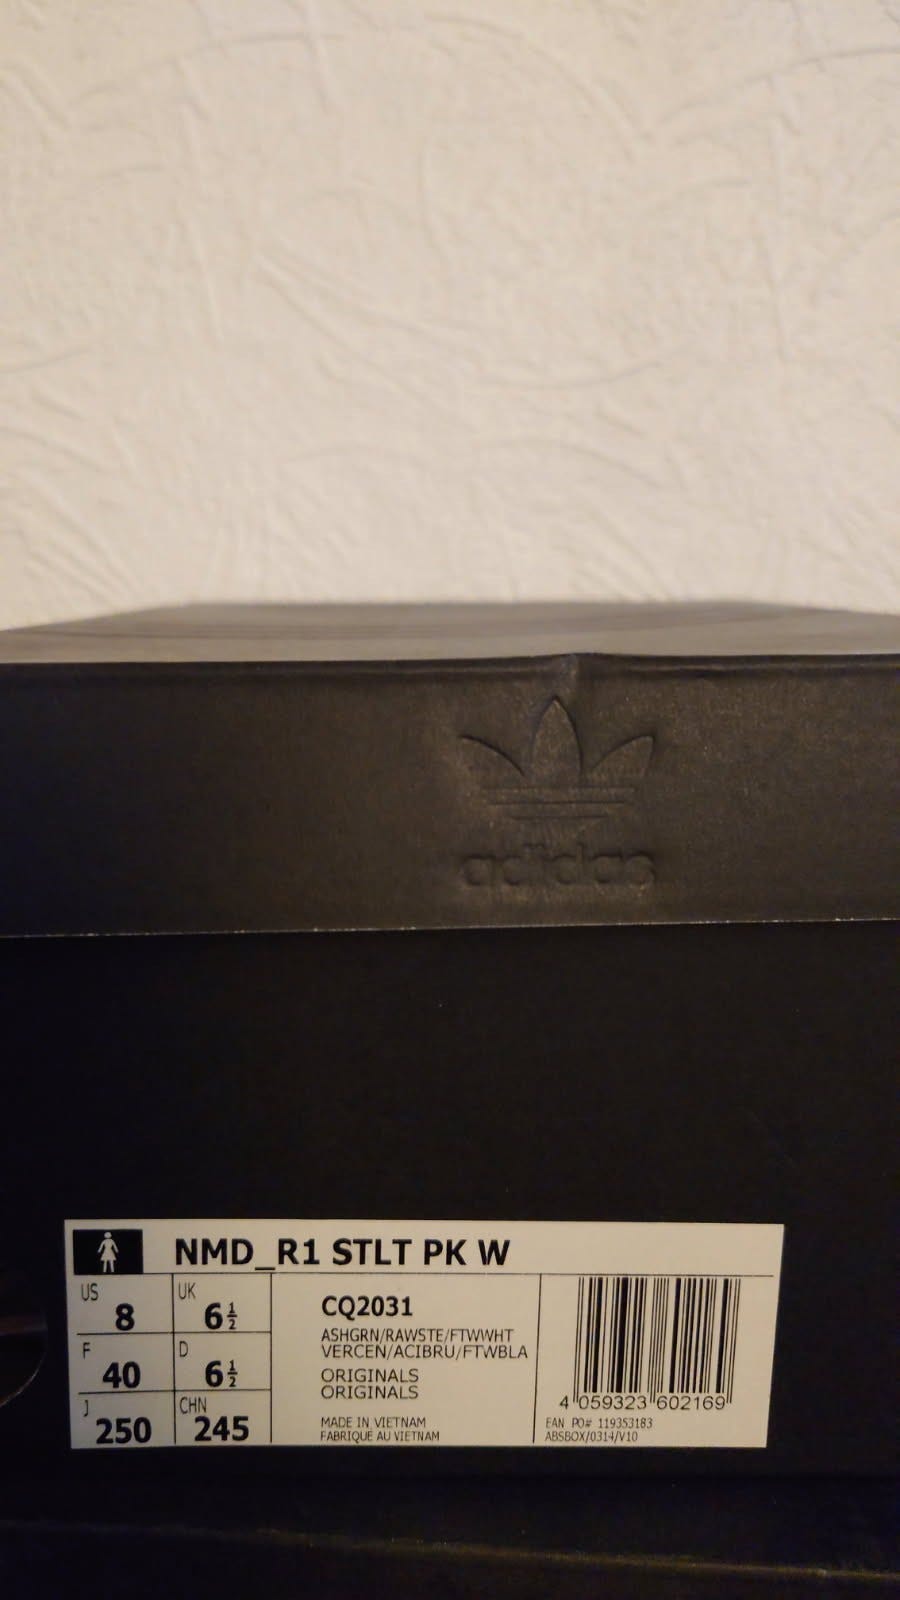 adidas
NMD_R1 STLT PK W
US 8 UK 6½
F 40 D 6½
J 250 CHN 245
CQ2031
ASHGRN/RAWSTE/FTWWHT
VERCEN/ACIBRU/FTWBLA
ORIGINALS
ORIGINALS
MADE IN VIETNAM
FABRIQUE AU VIETNAM
4 059323 602169
EAN PO# 119353183
ABSBOX/0314/V10